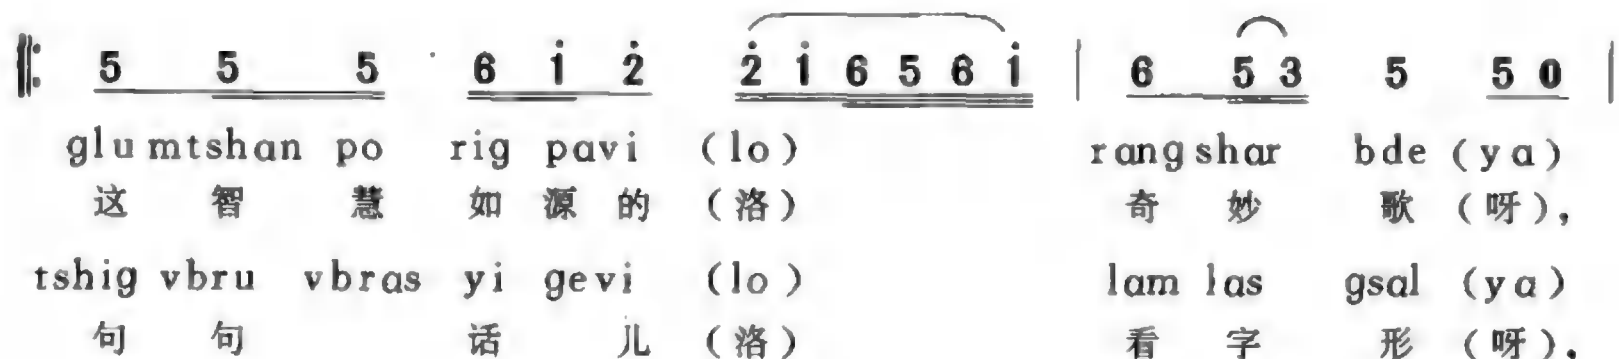 5 5 5 6 i̇ 2̇ 2̇ i̇ 6 5 6 i̇ | 6 5 3 5 5 0 |
glu mtshan po rig pavi (lo) rang shar bde (ya)
这 智 慧 如 源 的 (洛) 奇 妙 歌 (呀),
tshig vbru vbras yi gevi (lo) lam las gsal (ya)
句 句 话 儿 (洛) 看 字 形 (呀),